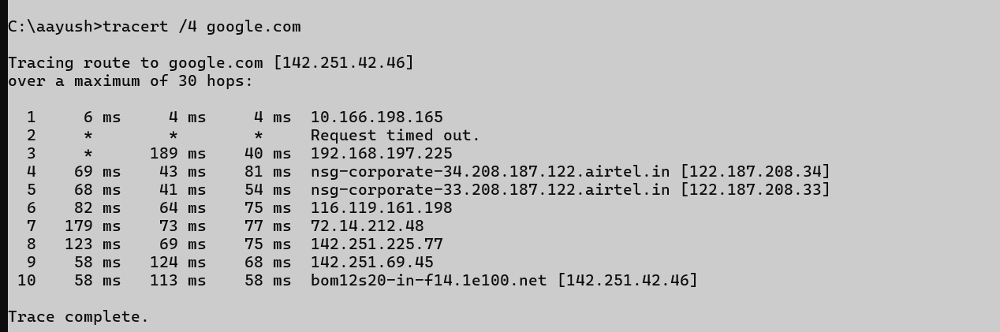 C:\aayush>tracert /4 google.com
Tracing route to google.com [142.251.42.46]
over a maximum of 30 hops:
1 6 ms 4 ms 4 ms 10.166.198.165
2 * * * Request timed out.
3 * 189 ms 40 ms 192.168.197.225
4 69 ms 43 ms 81 ms nsg-corporate-34.208.187.122.airtel.in [122.187.208.34]
5 68 ms 41 ms 54 ms nsg-corporate-33.208.187.122.airtel.in [122.187.208.33]
6 82 ms 64 ms 75 ms 116.119.161.198
7 179 ms 73 ms 77 ms 72.14.212.48
8 123 ms 69 ms 75 ms 142.251.225.77
9 58 ms 124 ms 68 ms 142.251.69.45
10 58 ms 113 ms 58 ms bom12s20-in-f14.1e100.net [142.251.42.46]
Trace complete.